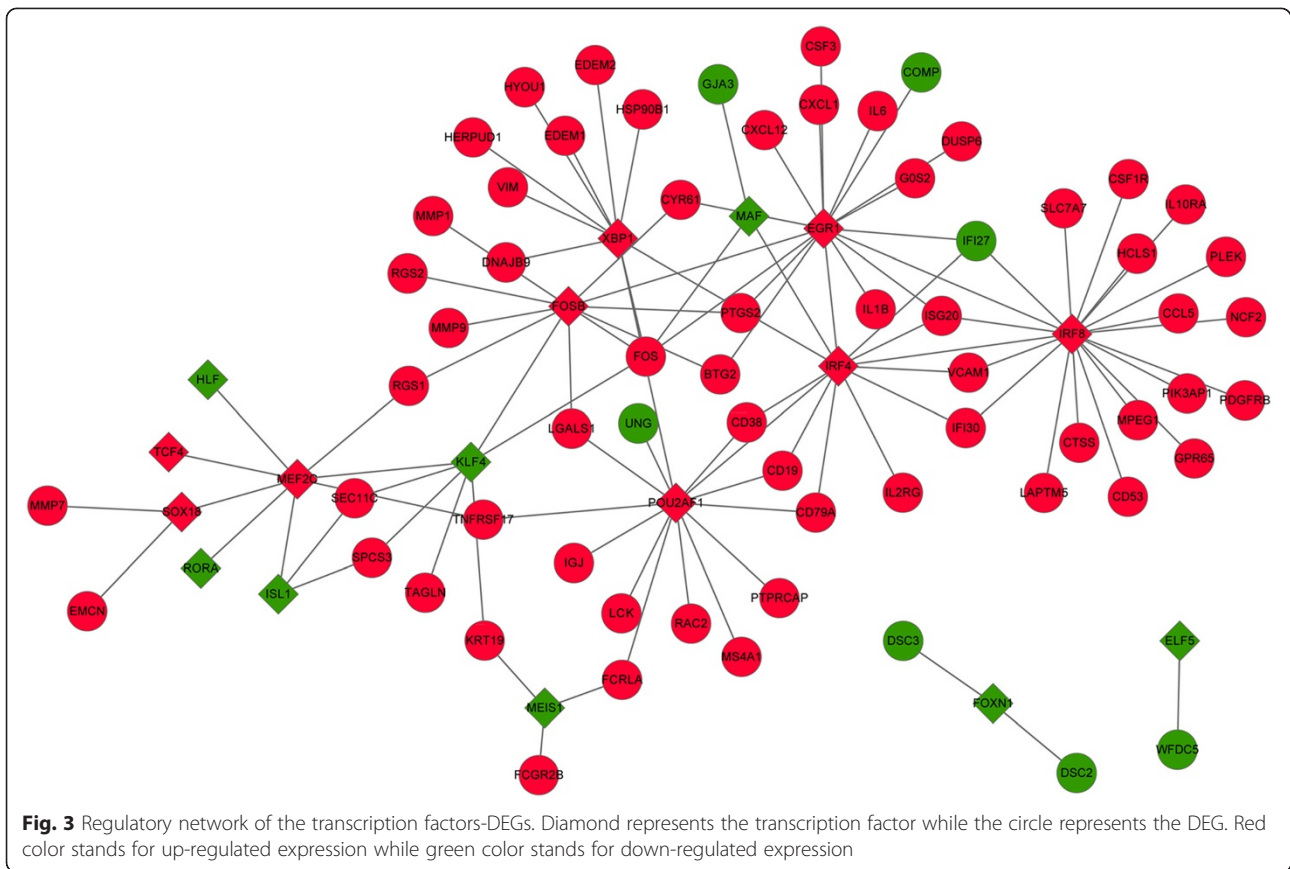 CSF3
EDEM2
COMP
GJA3
HYOU1
CXCL1
IL6
HSP90B1
CXCL12
HERPUD1
EDEM1
DUSP6
G0S2
CSF1R
VIM
CYR61
SLC7A7
IL10RA
MMP1
MAF
EGR1
XBP1
IFI27
HCLS1
PLEK
DNAJB9
RGS2
FOSB
PTGS2
IL1B
ISG20
CCL5
NCF2
MMP9
IRF8
FOS
BTG2
IRF4
VCAM1
HLF
RGS1
PIK3AP1
PDGFRB
UNG
CD38
LGALS1
IFI30
MPEG1
CTSS
TCF4
KLF4
GPR65
MEF2C
CD19
IL2RG
LAPTM5
CD53
SEC11C
MMP7
SOX18
TNFRSF17
POU2AF1
CD79A
SPCS3
IGJ
RORA
ISL1
TAGLN
PTPRCAP
EMCN
LCK
RAC2
KRT19
MS4A1
DSC3
ELF5
FCRLA
MEIS1
FOXN1
WFDC5
FCGR2B
DSC2
Fig. 3 Regulatory network of the transcription factors-DEGs. Diamond represents the transcription factor while the circle represents the DEG. Red
color stands for up-regulated expression while green color stands for down-regulated expression